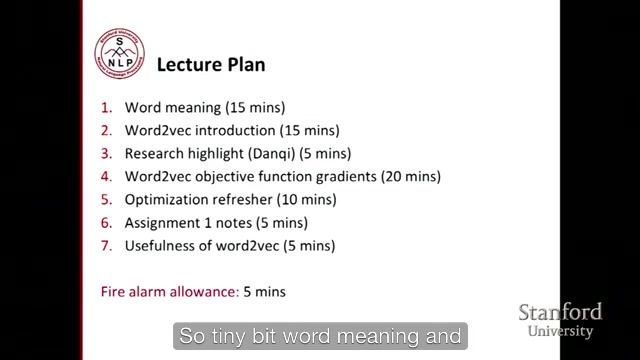 S
NLP
Lecture Plan
1. Word meaning (15 mins)
2. Word2vec introduction (15 mins)
3. Research highlight (Danqi) (5 mins)
4. Word2vec objective function gradients (20 mins)
5. Optimization refresher (10 mins)
6. Assignment 1 notes (5 mins)
7. Usefulness of word2vec (5 mins)
Fire alarm allowance: 5 mins
Stanford
University
So tiny bit word meaning and